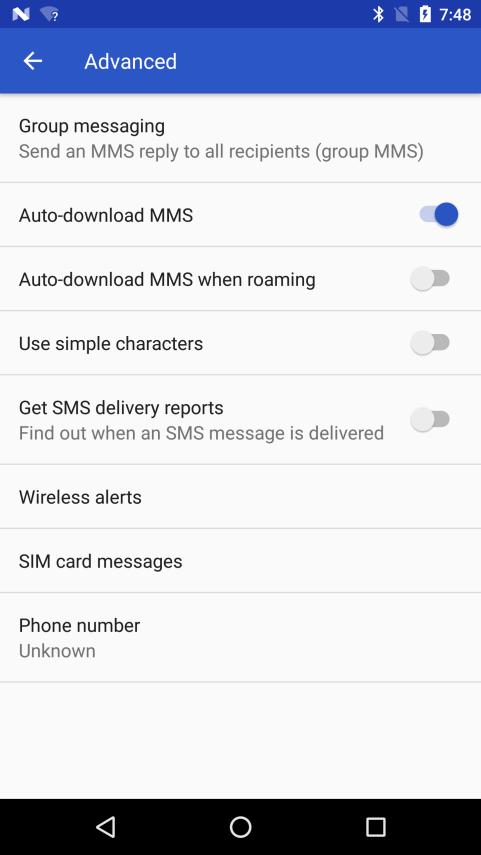 7:48
Advanced
Group messaging
Send an MMS reply to all recipients (group MMS)
Auto-download MMS
Auto-download MMS when roaming
Use simple characters
Get SMS delivery reports
Find out when an SMS message is delivered
Wireless alerts
SIM card messages
Phone number
Unknown